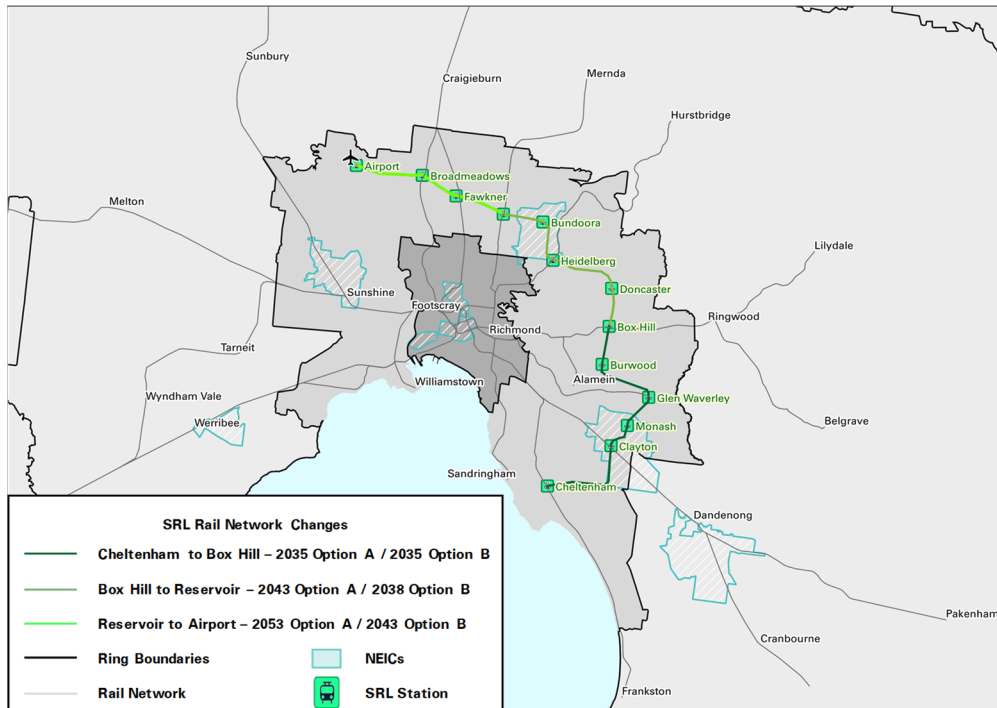 Sunbury
Craigieburn
Mernda
Hurstbridge
Airport
Broadmeadows
Fawkner
Melton
Bundoora
Lilydale
Heidelberg
Doncaster
Sunshine
Footscray
Ringwood
Richmond
Box Hill
Tarneit
Burwood
Alamein
Williamstown
Wyndham Vale
Glen Waverley
Werribee
Belgrave
Monash
Clayton
Sandringham
Cheltenham
Dandenong
Pakenham
Cranbourne
Frankston
SRL Rail Network Changes
Cheltenham to Box Hill – 2035 Option A / 2035 Option B
Box Hill to Reservoir – 2043 Option A / 2038 Option B
Reservoir to Airport – 2053 Option A / 2043 Option B
Ring Boundaries
NEICs
Rail Network
SRL Station